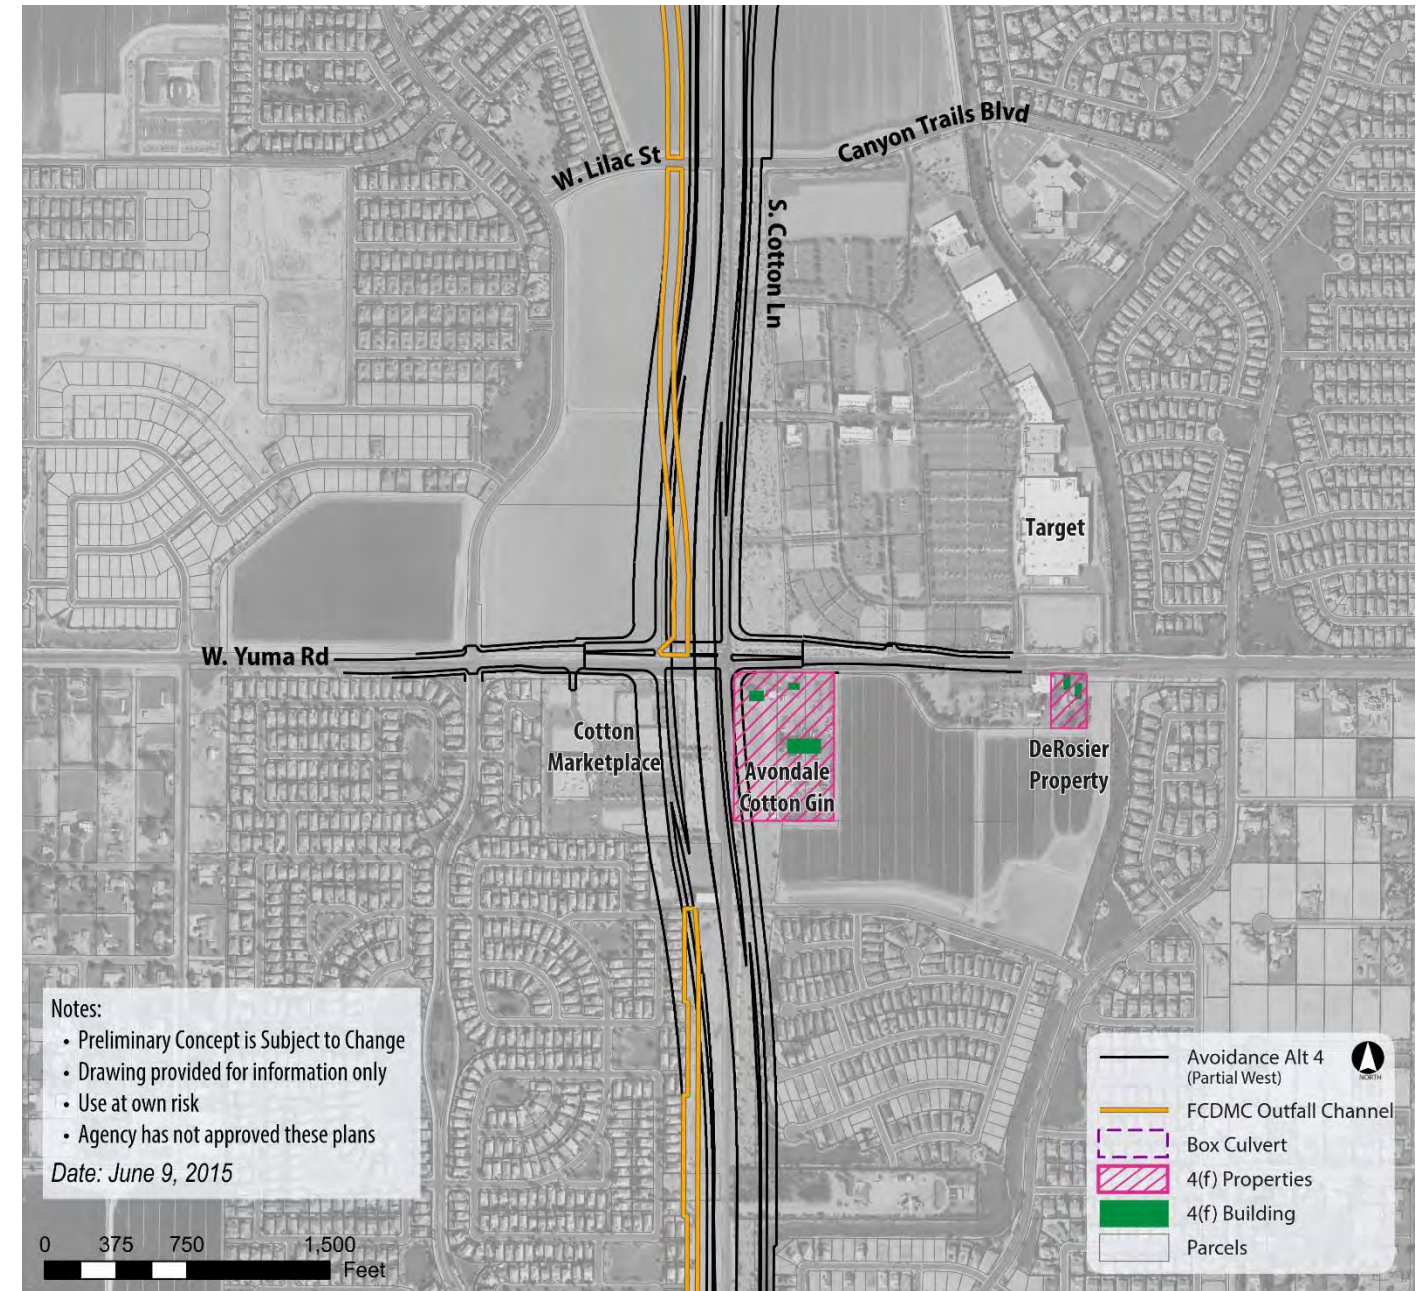 W. Lilac St
Canyon Trails Blvd
S. Cotton Ln
Target
W. Yuma Rd
Cotton
Marketplace
Avondale
Cotton Gin
DeRosier
Property
Notes:
• Preliminary Concept is Subject to Change
• Drawing provided for information only
• Use at own risk
• Agency has not approved these plans
Date: June 9, 2015
0 375 750 1,500
Feet
Avoidance Alt 4
(Partial West)
NORTH
FCDMC Outfall Channel
Box Culvert
4(f) Properties
4(f) Building
Parcels